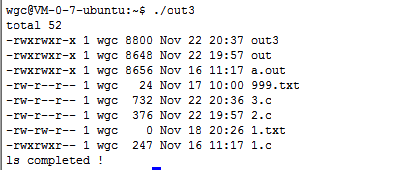 wgc@VM-0-7-ubuntu:~$ ./out3
total 52
-rwxrwxr-x 1 wgc 8800 Nov 22 20:37 out3
-rwxrwxr-x 1 wgc 8648 Nov 22 19:57 out
-rwxrwxr-x 1 wgc 8656 Nov 16 11:17 a.out
-rw-r--r-- 1 wgc   24 Nov 17 10:00 999.txt
-rw-rw-r-- 1 wgc  732 Nov 22 20:36 3.c
-rw-rw-r-- 1 wgc  376 Nov 22 19:57 2.c
-rw-rw-r-- 1 wgc    0 Nov 18 20:26 1.txt
-rwxrwxr-- 1 wgc  247 Nov 16 11:17 1.c
ls completed !